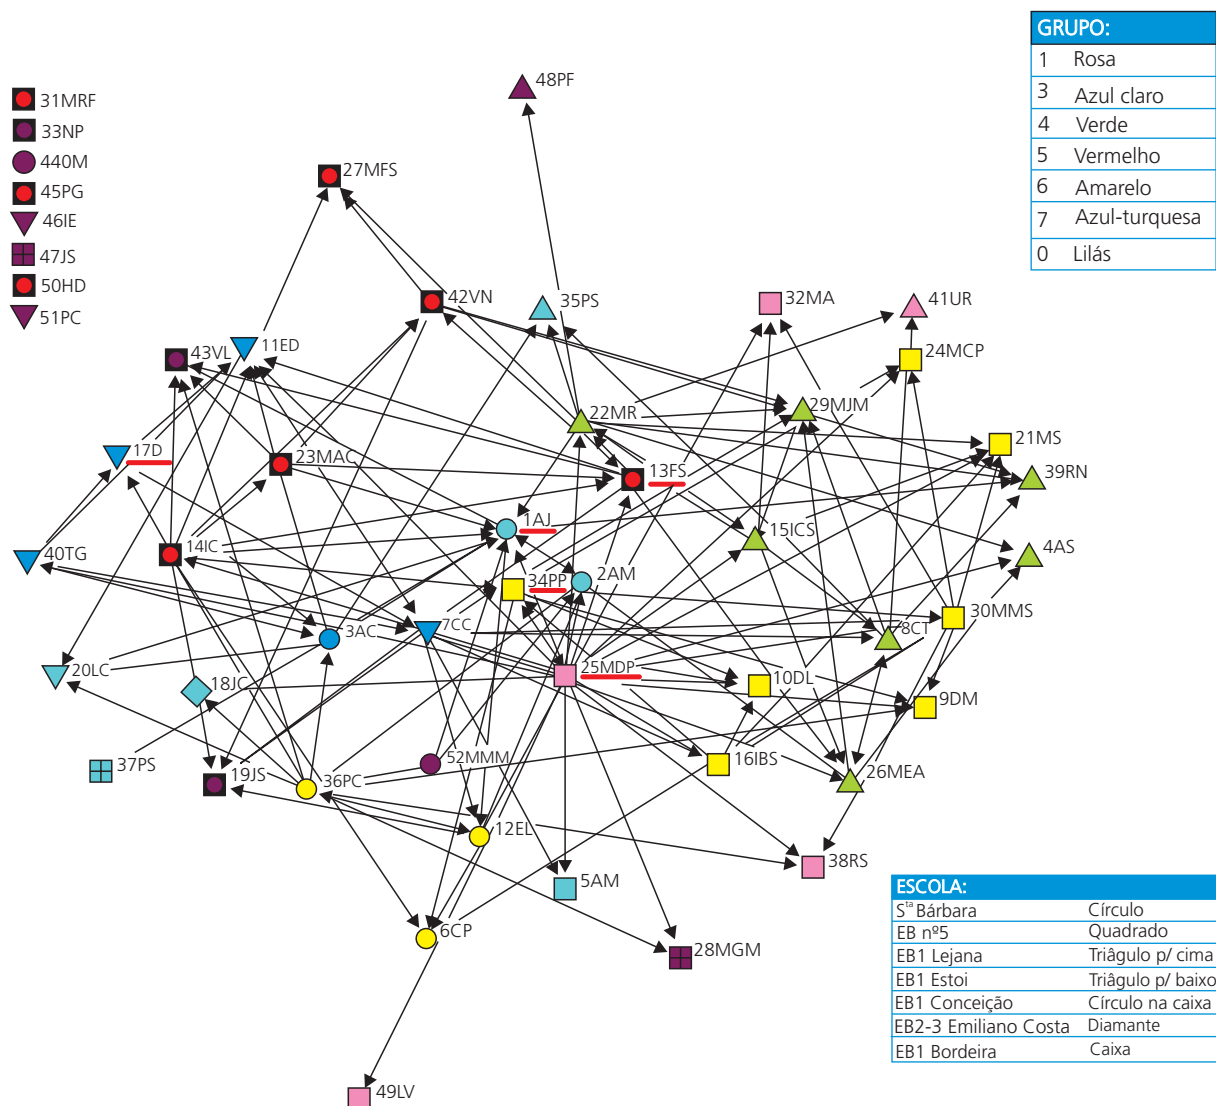 GRUPO:
1 Rosa
3 Azul claro
4 Verde
5 Vermelho
6 Amarelo
7 Azul-turquesa
0 Lilás
31MRF
33NP
440M
45PG
46IE
47JS
50HD
51PC
48PF
27MFS
42VN
35PS
32MA
41UR
43VL
11ED
24MCP
22MR
29MJM
17D
23MAC
13FS
21MS
39RN
1AJ
15ICS
40TG
14IC
34PP
2AM
4AS
3AC
7CC
30MMS
8CT
20LC
18JC
25MDP
10DL
9DM
37PS
19JS
36PC
52MMM
16IBS
26MEA
12EL
38RS
5AM
6CP
28MGM
49LV
ESCOLA:
Sta Bárbara Círculo
EB nº5 Quadrado
EB1 Lejana Triâgulo p/ cima
EB1 Estoi Triâgulo p/ baixo
EB1 Conceição Círculo na caixa
EB2-3 Emiliano Costa Diamante
EB1 Bordeira Caixa